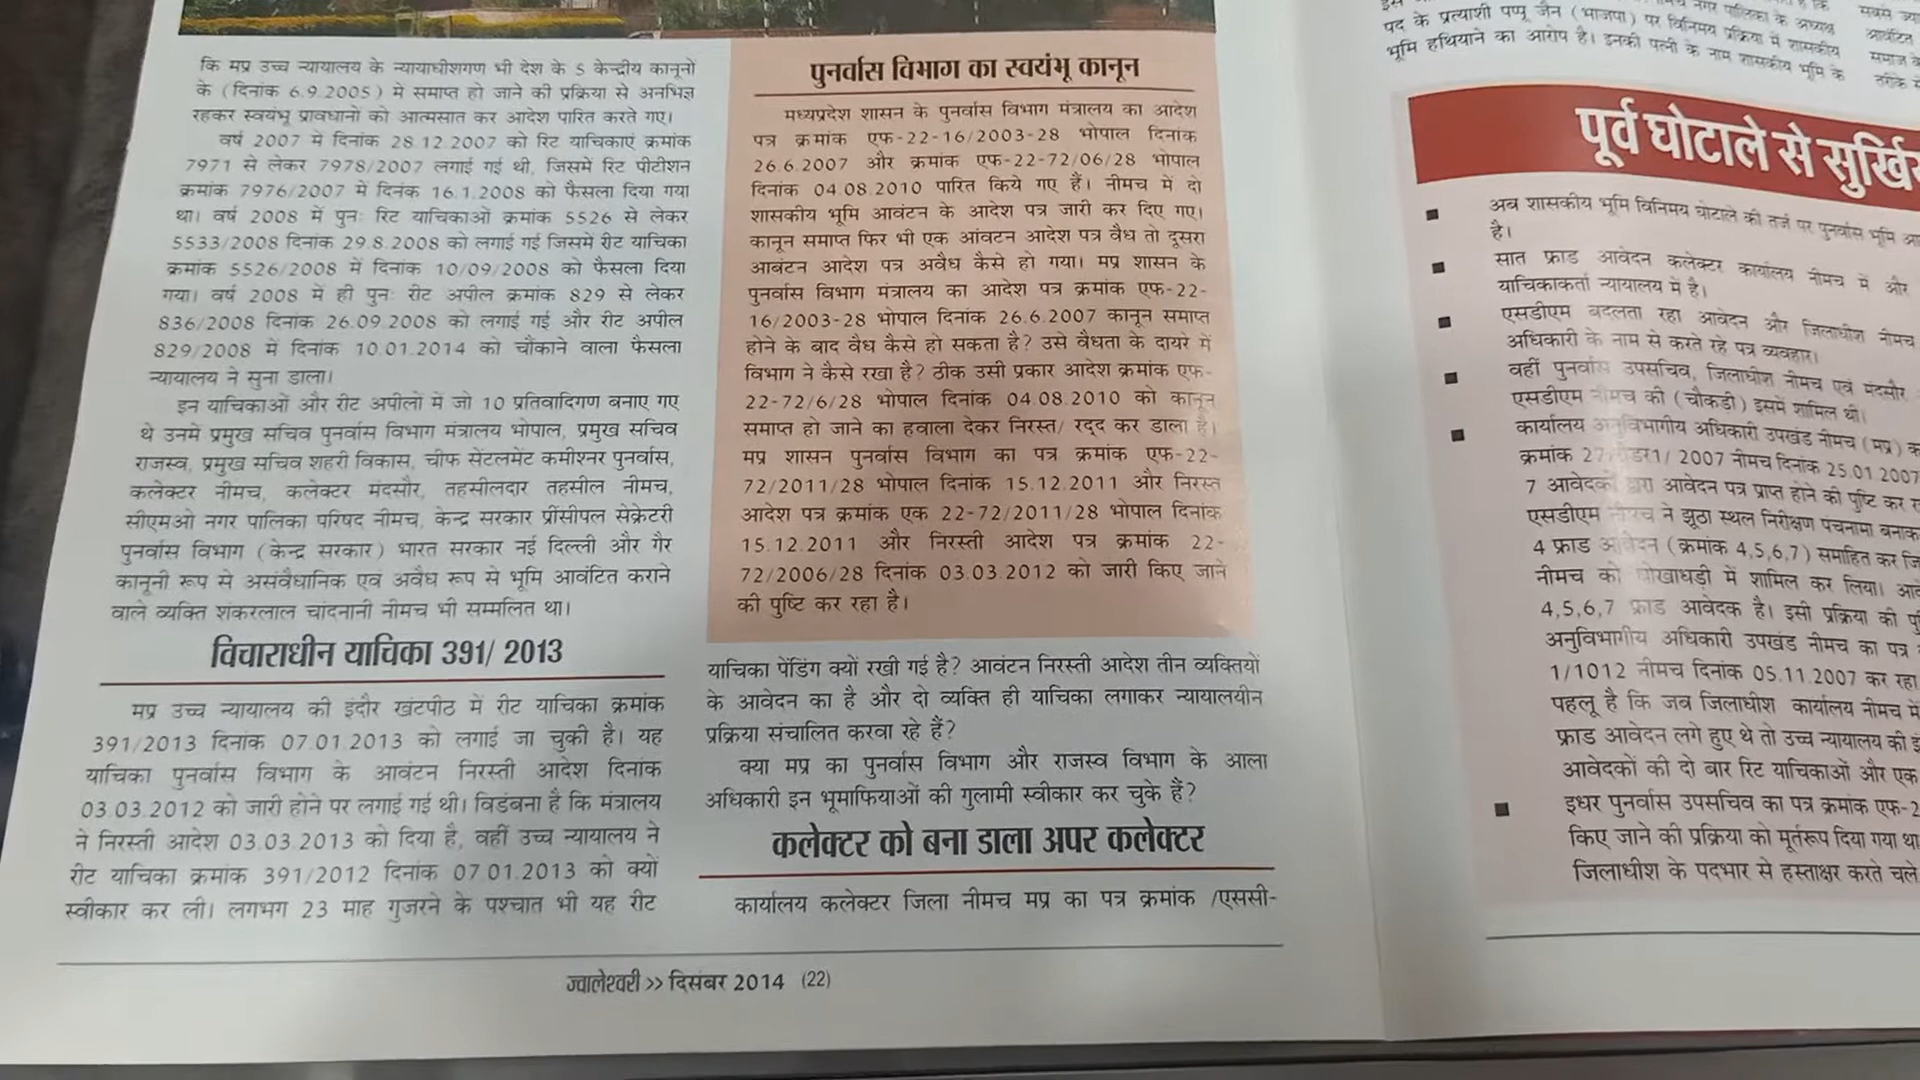 कि मप्र उच्च न्यायालय के न्यायाधीशगण भी देश के 5 केन्द्रीय कानूनों
के (दिनांक 6.9.2005) में समाप्त हो जाने की प्रक्रिया से अनभिज्ञ
रहकर स्वयंभू प्रावधानों को आत्मसात कर आदेश पारित करते गए।
वर्ष 2007 में दिनांक 28.12.2007 को रिट याचिकाएं क्रमांक
7971 से लेकर 7978/2007 लगाई गई थी, जिसमें रिट पीटीशन
क्रमांक 7976/2007 में दिनंक 16.1.2008 को फैसला दिया गया
था। वर्ष 2008 में पुनः रिट याचिकाओं क्रमांक 5526 से लेकर
5533/2008 दिनांक 29.8.2008 को लगाई गई जिसमें रीट याचिका
क्रमांक 5526/2008 में दिनांक 10/09/2008 को फैसला दिया
गया। वर्ष 2008 में ही पुनः रीट अपील क्रमांक 829 से लेकर
836/2008 दिनांक 26.09.2008 को लगाई गई और रीट अपील
829/2008 में दिनांक 10.01.2014 को चौंकाने वाला फैसला
न्यायालय ने सुना डाला।
इन याचिकाओं और रीट अपीलों में जो 10 प्रतिवादिगण बनाए गए
थे उनमें प्रमुख सचिव पुनर्वास विभाग मंत्रालय भोपाल, प्रमुख सचिव
राजस्व, प्रमुख सचिव शहरी विकास, चीफ सेटलमेंट कमीश्नर पुनर्वास,
कलेक्टर नीमच, कलेक्टर मंदसौर, तहसीलदार तहसील नीमच,
सीएमओ नगर पालिका परिषद नीमच, केन्द्र सरकार प्रींसीपल सेक्रेटरी
पुनर्वास विभाग (केन्द्र सरकार) भारत सरकार नई दिल्ली और गैर
कानूनी रूप से असंवैधानिक एवं अवैध रूप से भूमि आवंटित कराने
वाले व्यक्ति शंकरलाल चांदनानी नीमच भी सम्मलित था।
विचाराधीन याचिका 391/ 2013
मप्र उच्च न्यायालय की इंदौर खंटपीठ में रीट याचिका क्रमांक
391/2013 दिनांक 07.01.2013 को लगाई जा चुकी है। यह
याचिका पुनर्वास विभाग के आवंटन निरस्ती आदेश दिनांक
03.03.2012 को जारी होने पर लगाई गई थी। विडंबना है कि मंत्रालय
ने निरस्ती आदेश 03.03.2013 को दिया है, वहीं उच्च न्यायालय ने
रीट याचिका क्रमांक 391/2012 दिनांक 07.01.2013 को क्यों
स्वीकार कर ली। लगभग 23 माह गुजरने के पश्चात भी यह रीट
पुनर्वास विभाग का स्वयंभू कानून
मध्यप्रदेश शासन के पुनर्वास विभाग मंत्रालय का आदेश
पत्र क्रमांक एफ-22-16/2003-28 भोपाल दिनांक
26.6.2007 और क्रमांक एफ-22-72/06/28 भोपाल
दिनांक 04.08.2010 पारित किये गए हैं। नीमच में दो
शासकीय भूमि आवंटन के आदेश पत्र जारी कर दिए गए।
कानून समाप्त फिर भी एक आंवटन आदेश पत्र वैध तो दूसरा
आबंटन आदेश पत्र अवैध कैसे हो गया। मप्र शासन के
पुनर्वास विभाग मंत्रालय का आदेश पत्र क्रमांक एफ-22-
16/2003-28 भोपाल दिनांक 26.6.2007 कानून समाप्त
होने के बाद वैध कैसे हो सकता है? उसे वैधता के दायरे में
विभाग ने कैसे रखा है? ठीक उसी प्रकार आदेश क्रमांक एफ-
22-72/6/28 भोपाल दिनांक 04.08.2010 को कानून
समाप्त हो जाने का हवाला देकर निरस्त/ रद्द कर डाला है।
मप्र शासन पुनर्वास विभाग का पत्र क्रमांक एफ-22-
72/2011/28 भोपाल दिनांक 15.12.2011 और निरस्त
आदेश पत्र क्रमांक एक 22-72/2011/28 भोपाल दिनांक
15.12.2011 और निरस्ती आदेश पत्र क्रमांक 22-
72/2006/28 दिनांक 03.03.2012 को जारी किए जाने
की पुष्टि कर रहा है।
याचिका पेंडिंग क्यों रखी गई है? आवंटन निरस्ती आदेश तीन व्यक्तियों
के आवेदन का है और दो व्यक्ति ही याचिका लगाकर न्यायालयीन
प्रक्रिया संचालित करवा रहे हैं?
क्या मप्र का पुनर्वास विभाग और राजस्व विभाग के आला
अधिकारी इन भूमाफियाओं की गुलामी स्वीकार कर चुके हैं?
कलेक्टर को बना डाला अपर कलेक्टर
कार्यालय कलेक्टर जिला नीमच मप्र का पत्र क्रमांक /एससी-
ज्वालेश्वरी >> दिसंबर 2014 (22)
नगर पालिका के अध्यक्ष
पद के प्रत्याशी पप्पू जैन (भाजपा) पर विनिमय प्रक्रिया में शासकीय
भूमि हथियाने का आरोप है। इनकी पत्नी के नाम शासकीय भूमि के
आवंटित
समाज के
तरीके से
पूर्व घोटाले से सुर्खि
अब शासकीय भूमि विनिमय घोटाले की तर्ज पर पुनर्वास भूमि
है।
सात फ्राड आवेदन कलेक्टर कार्यालय नीमच में और
याचिकाकर्ता न्यायालय में है।
एसडीएम बदलता रहा आवेदन और जिलाधीश नीमच
अधिकारी के नाम से करते रहे पत्र व्यवहार।
वहीं पुनर्वास उपसचिव, जिलाधीश नीमच एवं मंदसौर
एसडीएम नीमच की (चौकडी) इसमें शामिल थी।
कार्यालय अनुविभागीय अधिकारी उपखंड नीमच (मप्र)
क्रमांक 1/ 2007 नीमच दिनांक 25.01.2007
7 आवेदकों द्वारा आवेदन पत्र प्राप्त होने की पुष्टि कर
एसडीएम नीमच ने झूठा स्थल निरीक्षण पंचनामा बनाक
4 फ्राड आवेदन (क्रमांक 4,5,6,7) समाहित कर
नीमच को धोखाधड़ी में शामिल कर लिया।
4,5,6,7 फ्राड आवेदक है। इसी प्रक्रिया की
अनुविभागीय अधिकारी उपखंड नीमच का पत्र
1/1012 नीमच दिनांक 05.11.2007 कर रहा
पहलू है कि जब जिलाधीश कार्यालय नीमच में
फ्राड आवेदन लगे हुए थे तो उच्च न्यायालय की
आवेदकों की दो बार रिट याचिकाओं और एक
इधर पुनर्वास उपसचिव का पत्र क्रमांक एफ-2
किए जाने की प्रक्रिया को मूर्तरूप दिया गया था
जिलाधीश के पदभार से हस्ताक्षर करते चले